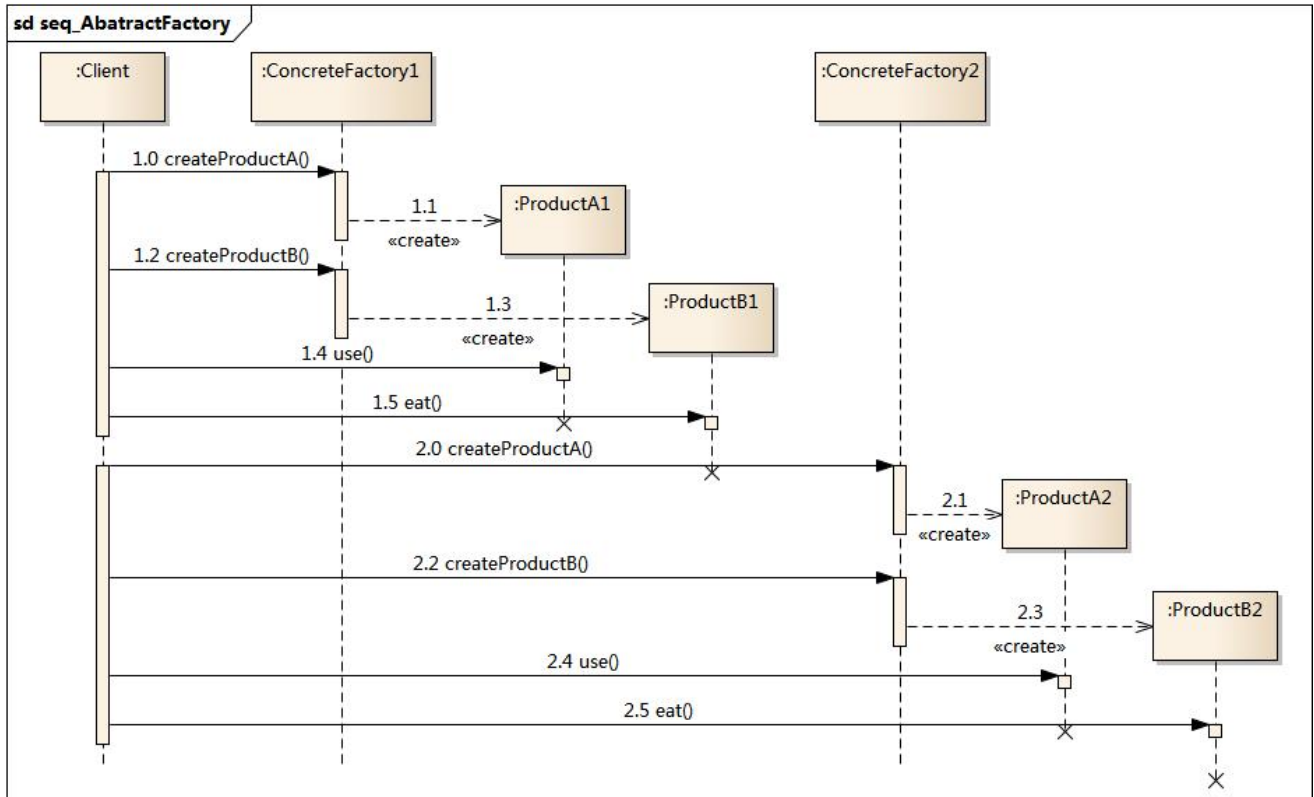 sd seq_AbatractFactory
:Client
:ConcreteFactory1
:ConcreteFactory2
1.0 createProductA()
:ProductA1
1.1
«create»
1.2 createProductB()
:ProductB1
1.3
«create»
1.4 use()
1.5 eat()
2.0 createProductA()
:ProductA2
2.1
«create»
2.2 createProductB()
:ProductB2
2.3
«create»
2.4 use()
2.5 eat()